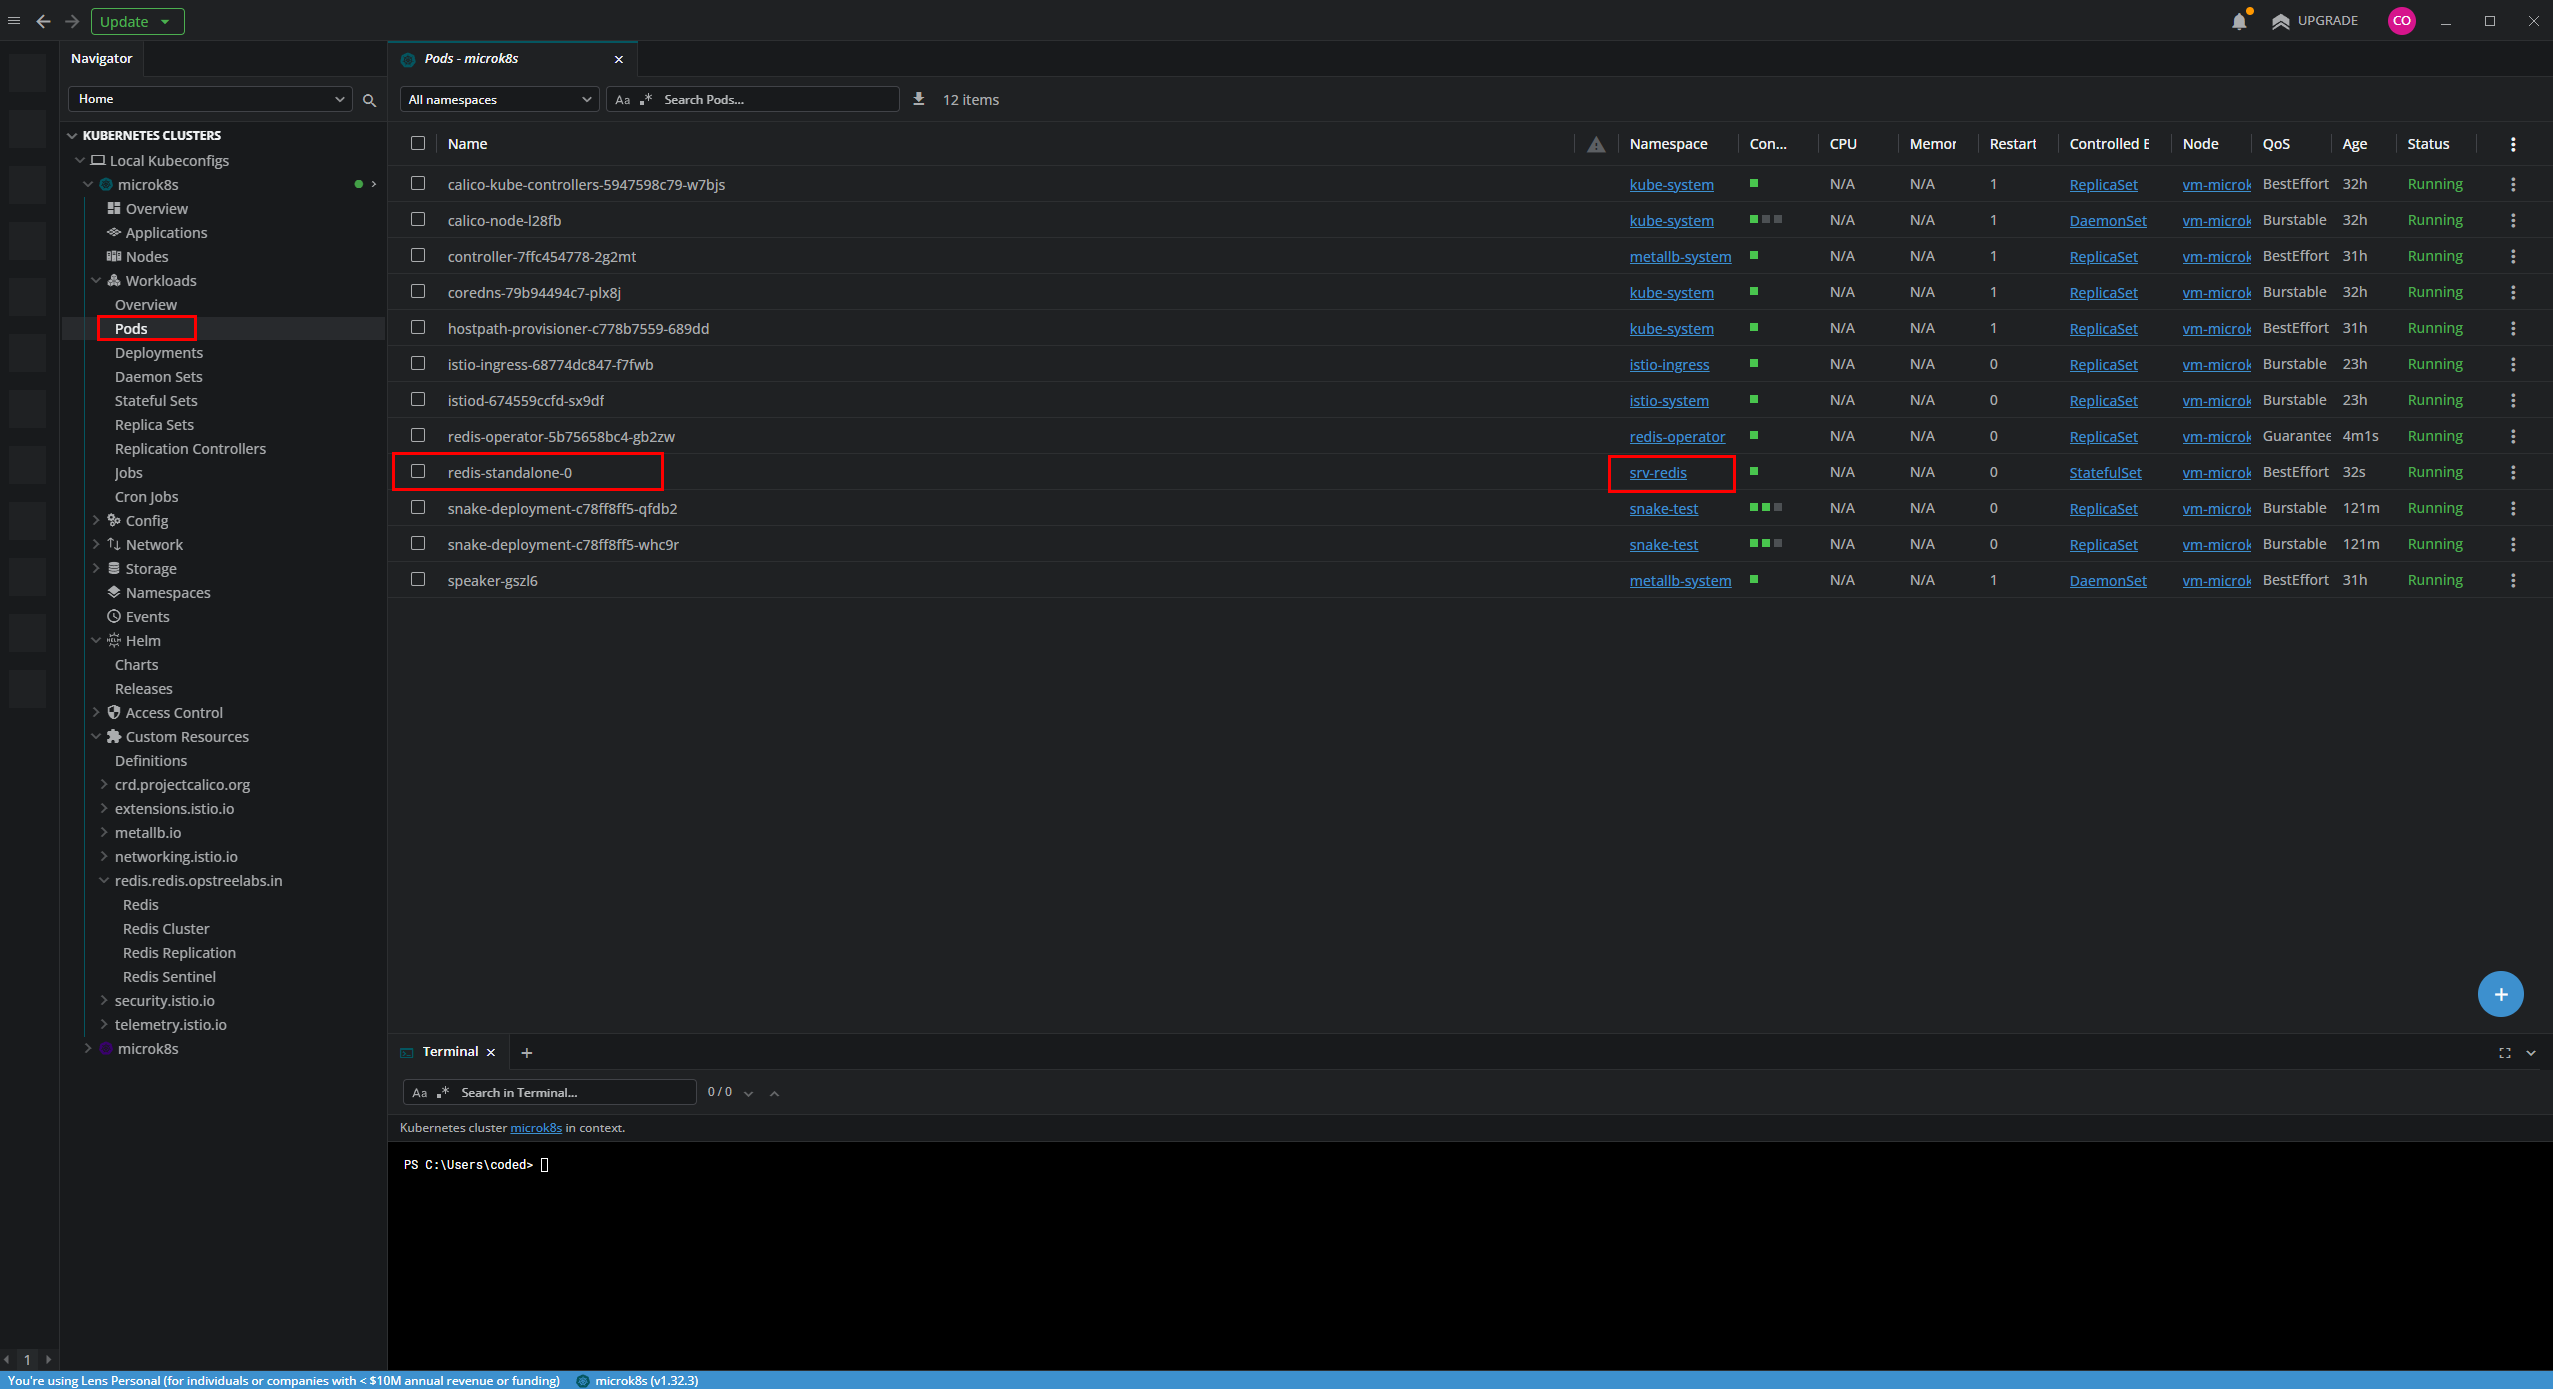 Update
UPGRADE
CO
Navigator
Pods - microk8s
Home
All namespaces
Aa .* Search Pods...
12 items
KUBERNETES CLUSTERS
Local Kubeconfigs
microk8s
Overview
Applications
Nodes
Workloads
Overview
Pods
Deployments
Daemon Sets
Stateful Sets
Replica Sets
Replication Controllers
Jobs
Cron Jobs
Config
Network
Storage
Namespaces
Events
Helm
Charts
Releases
Access Control
Custom Resources
Definitions
crd.projectcalico.org
extensions.istio.io
metallb.io
networking.istio.io
redis.redis.opstreelabs.in
Redis
Redis Cluster
Redis Replication
Redis Sentinel
security.istio.io
telemetry.istio.io
microk8s
1
Name Namespace Con... CPU Memor Restart Controlled B Node QoS Age Status
calico-kube-controllers-5947598c79-w7bjs kube-system N/A N/A 1 ReplicaSet vm-microk BestEffort 32h Running
calico-node-l28fb kube-system N/A N/A 1 DaemonSet vm-microk Burstable 32h Running
controller-7ffc454778-2g2mt metallb-system N/A N/A 1 ReplicaSet vm-microk BestEffort 31h Running
coredns-79b94494c7-plx8j kube-system N/A N/A 1 ReplicaSet vm-microk Burstable 32h Running
hostpath-provisioner-c778b7559-689dd kube-system N/A N/A 1 ReplicaSet vm-microk BestEffort 31h Running
istio-ingress-68774dc847-f7fwb istio-ingress N/A N/A 0 ReplicaSet vm-microk Burstable 23h Running
istiod-674559ccfd-sx9df istio-system N/A N/A 0 ReplicaSet vm-microk Burstable 23h Running
redis-operator-5b75658bc4-gb2zw redis-operator N/A N/A 0 ReplicaSet vm-microk Guarantee 4m1s Running
redis-standalone-0 srv-redis N/A N/A 0 StatefulSet vm-microk BestEffort 32s Running
snake-deployment-c78ff8ff5-qfdb2 snake-test N/A N/A 0 ReplicaSet vm-microk Burstable 121m Running
snake-deployment-c78ff8ff5-whc9r snake-test N/A N/A 0 ReplicaSet vm-microk Burstable 121m Running
speaker-gszl6 metallb-system N/A N/A 1 DaemonSet vm-microk BestEffort 31h Running
Terminal
Aa .* Search in Terminal...
0 / 0
Kubernetes cluster microk8s in context.
PS C:\Users\coded>
You're using Lens Personal (for individuals or companies with < $10M annual revenue or funding) microk8s (v1.32.3)